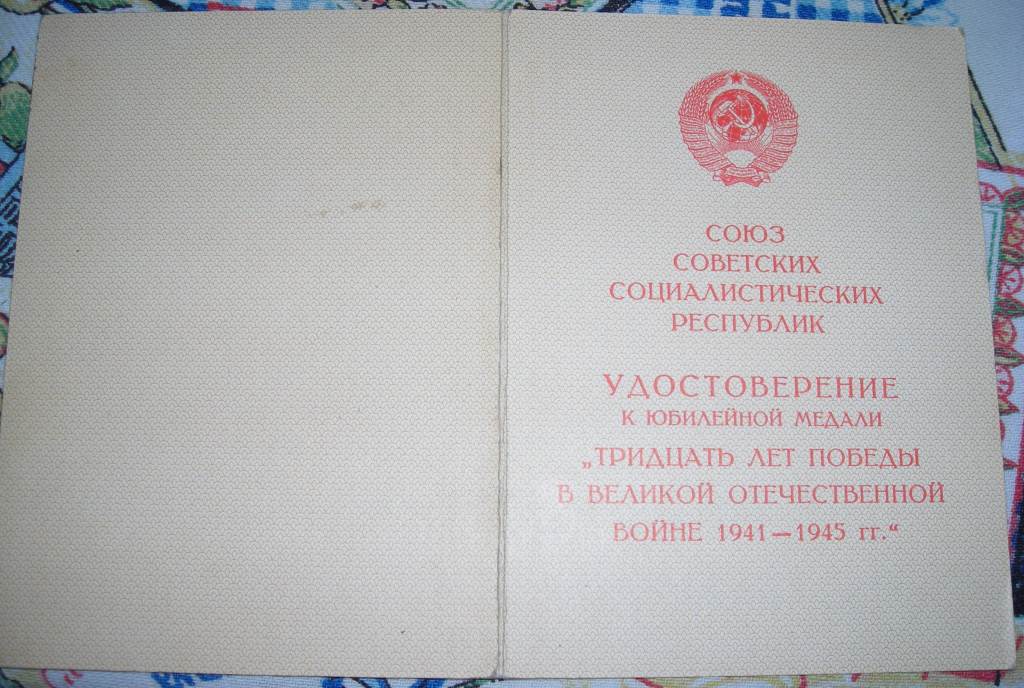 СОЮЗ
СОВЕТСКИХ
СОЦИАЛИСТИЧЕСКИХ
РЕСПУБЛИК
УДОСТОВЕРЕНИЕ
К ЮБИЛЕЙНОЙ МЕДАЛИ
„ТРИДЦАТЬ ЛЕТ ПОБЕДЫ
В ВЕЛИКОЙ ОТЕЧЕСТВЕННОЙ
ВОЙНЕ 1941—1945 гг.“